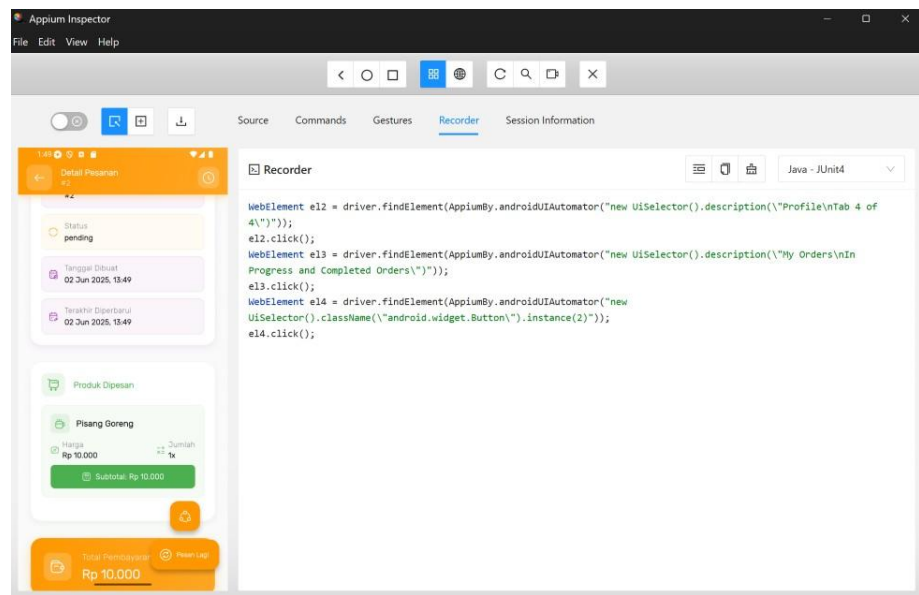 Appium Inspector
File Edit View Help
Source Commands Gestures Recorder Session Information
1:49
Detail Pesanan
#2
#2
Status
pending
Tanggal Dibuat
02 Jun 2025, 13:49
Terakhir Diperbarui
02 Jun 2025, 13:49
Produk Dipesan
Pisang Goreng
Harga
Rp 10.000
Jumlah
1x
Subtotal: Rp 10.000
Total Pembayaran
Rp 10.000
Pesan Lagi
Recorder
Java - JUnit4
WebElement el2 = driver.findElement(AppiumBy.androidUIAutomator("new UiSelector().description(\"Profile\nTab 4 of
4\")"));
el2.click();
WebElement el3 = driver.findElement(AppiumBy.androidUIAutomator("new UiSelector().description(\"My Orders\nIn
Progress and Completed Orders\")"));
el3.click();
WebElement el4 = driver.findElement(AppiumBy.androidUIAutomator("new
UiSelector().className(\"android.widget.Button\").instance(2)"));
el4.click();